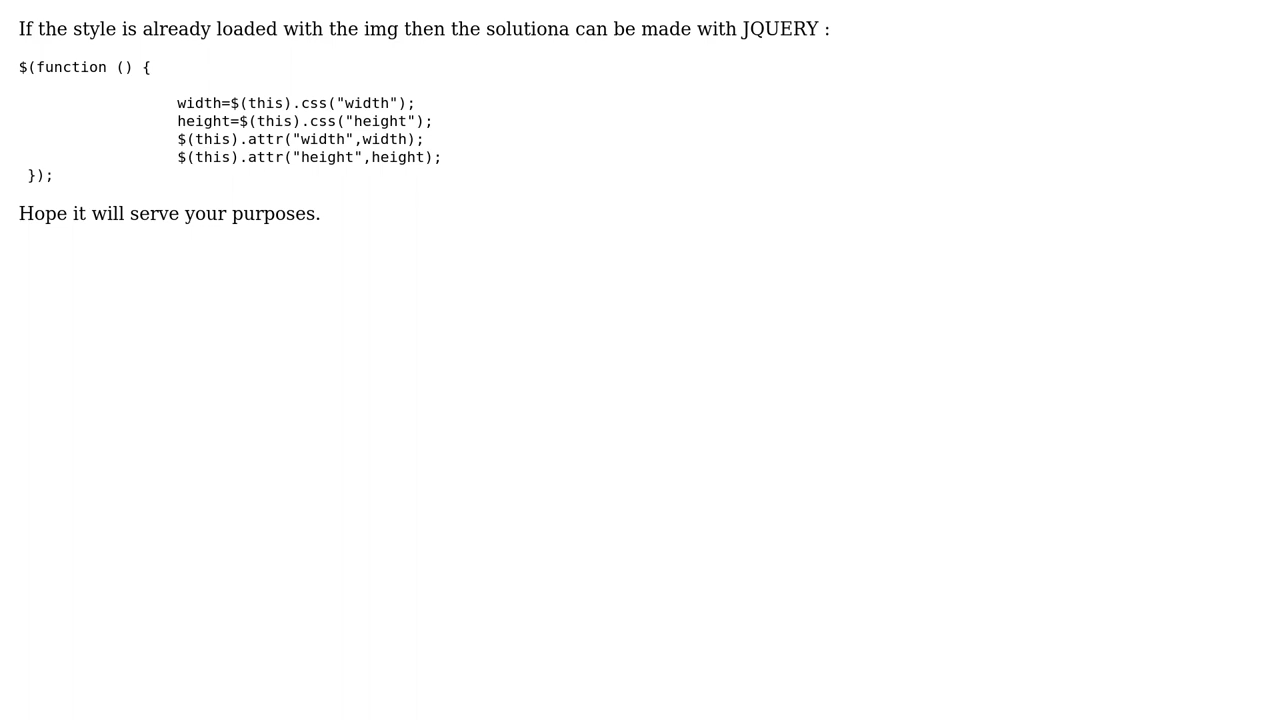 If the style is already loaded with the img then the solutiona can be made with JQUERY :
$(function () {
width=$(this).css("width");
height=$(this).css("height");
$(this).attr("width",width);
$(this).attr("height",height);
});
Hope it will serve your purposes.